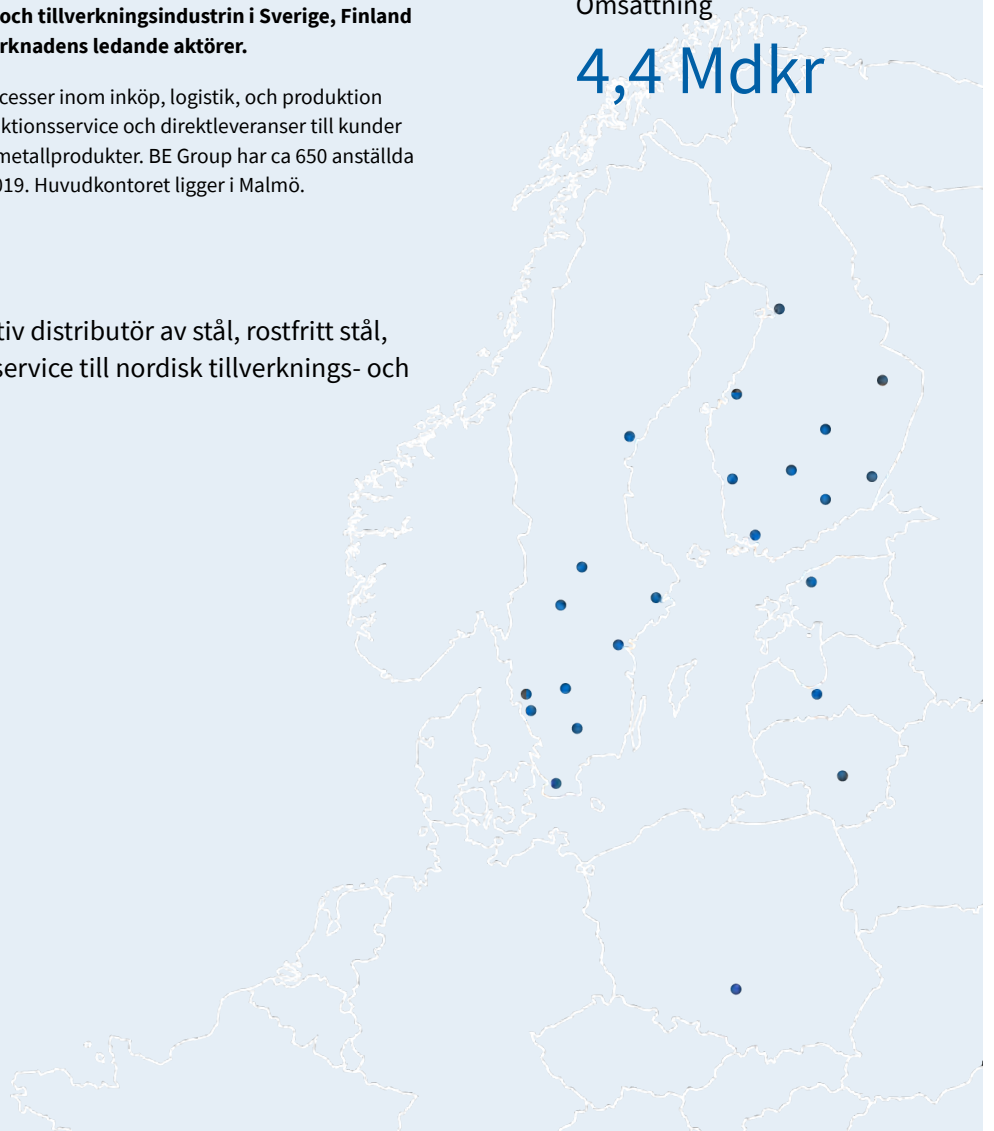 och tillverkningsindustrin i Sverige, Finland
rknadens ledande aktörer.
cesser inom inköp, logistik, och produktion
ktionsservice och direktleveranser till kunder
metallprodukter. BE Group har ca 650 anställda
019. Huvudkontoret ligger i Malmö.
tiv distributör av stål, rostfritt stål,
service till nordisk tillverknings- och
Omsättning
4,4 Mdkr